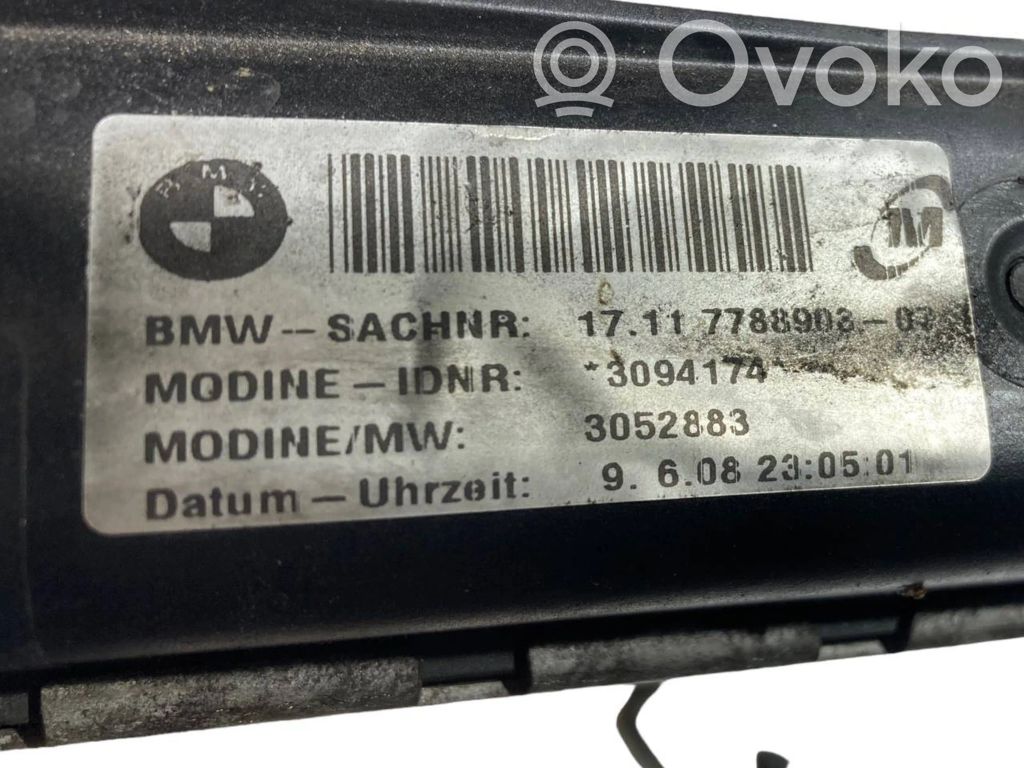 Ovoko
BMW
M
BMW--SACHNR: 17.11 7788903-
MODINE-IDNR: *3094174*
MODINE/MW: 3052883
Datum-Uhrzeit: 9. 6.08 23:05:01